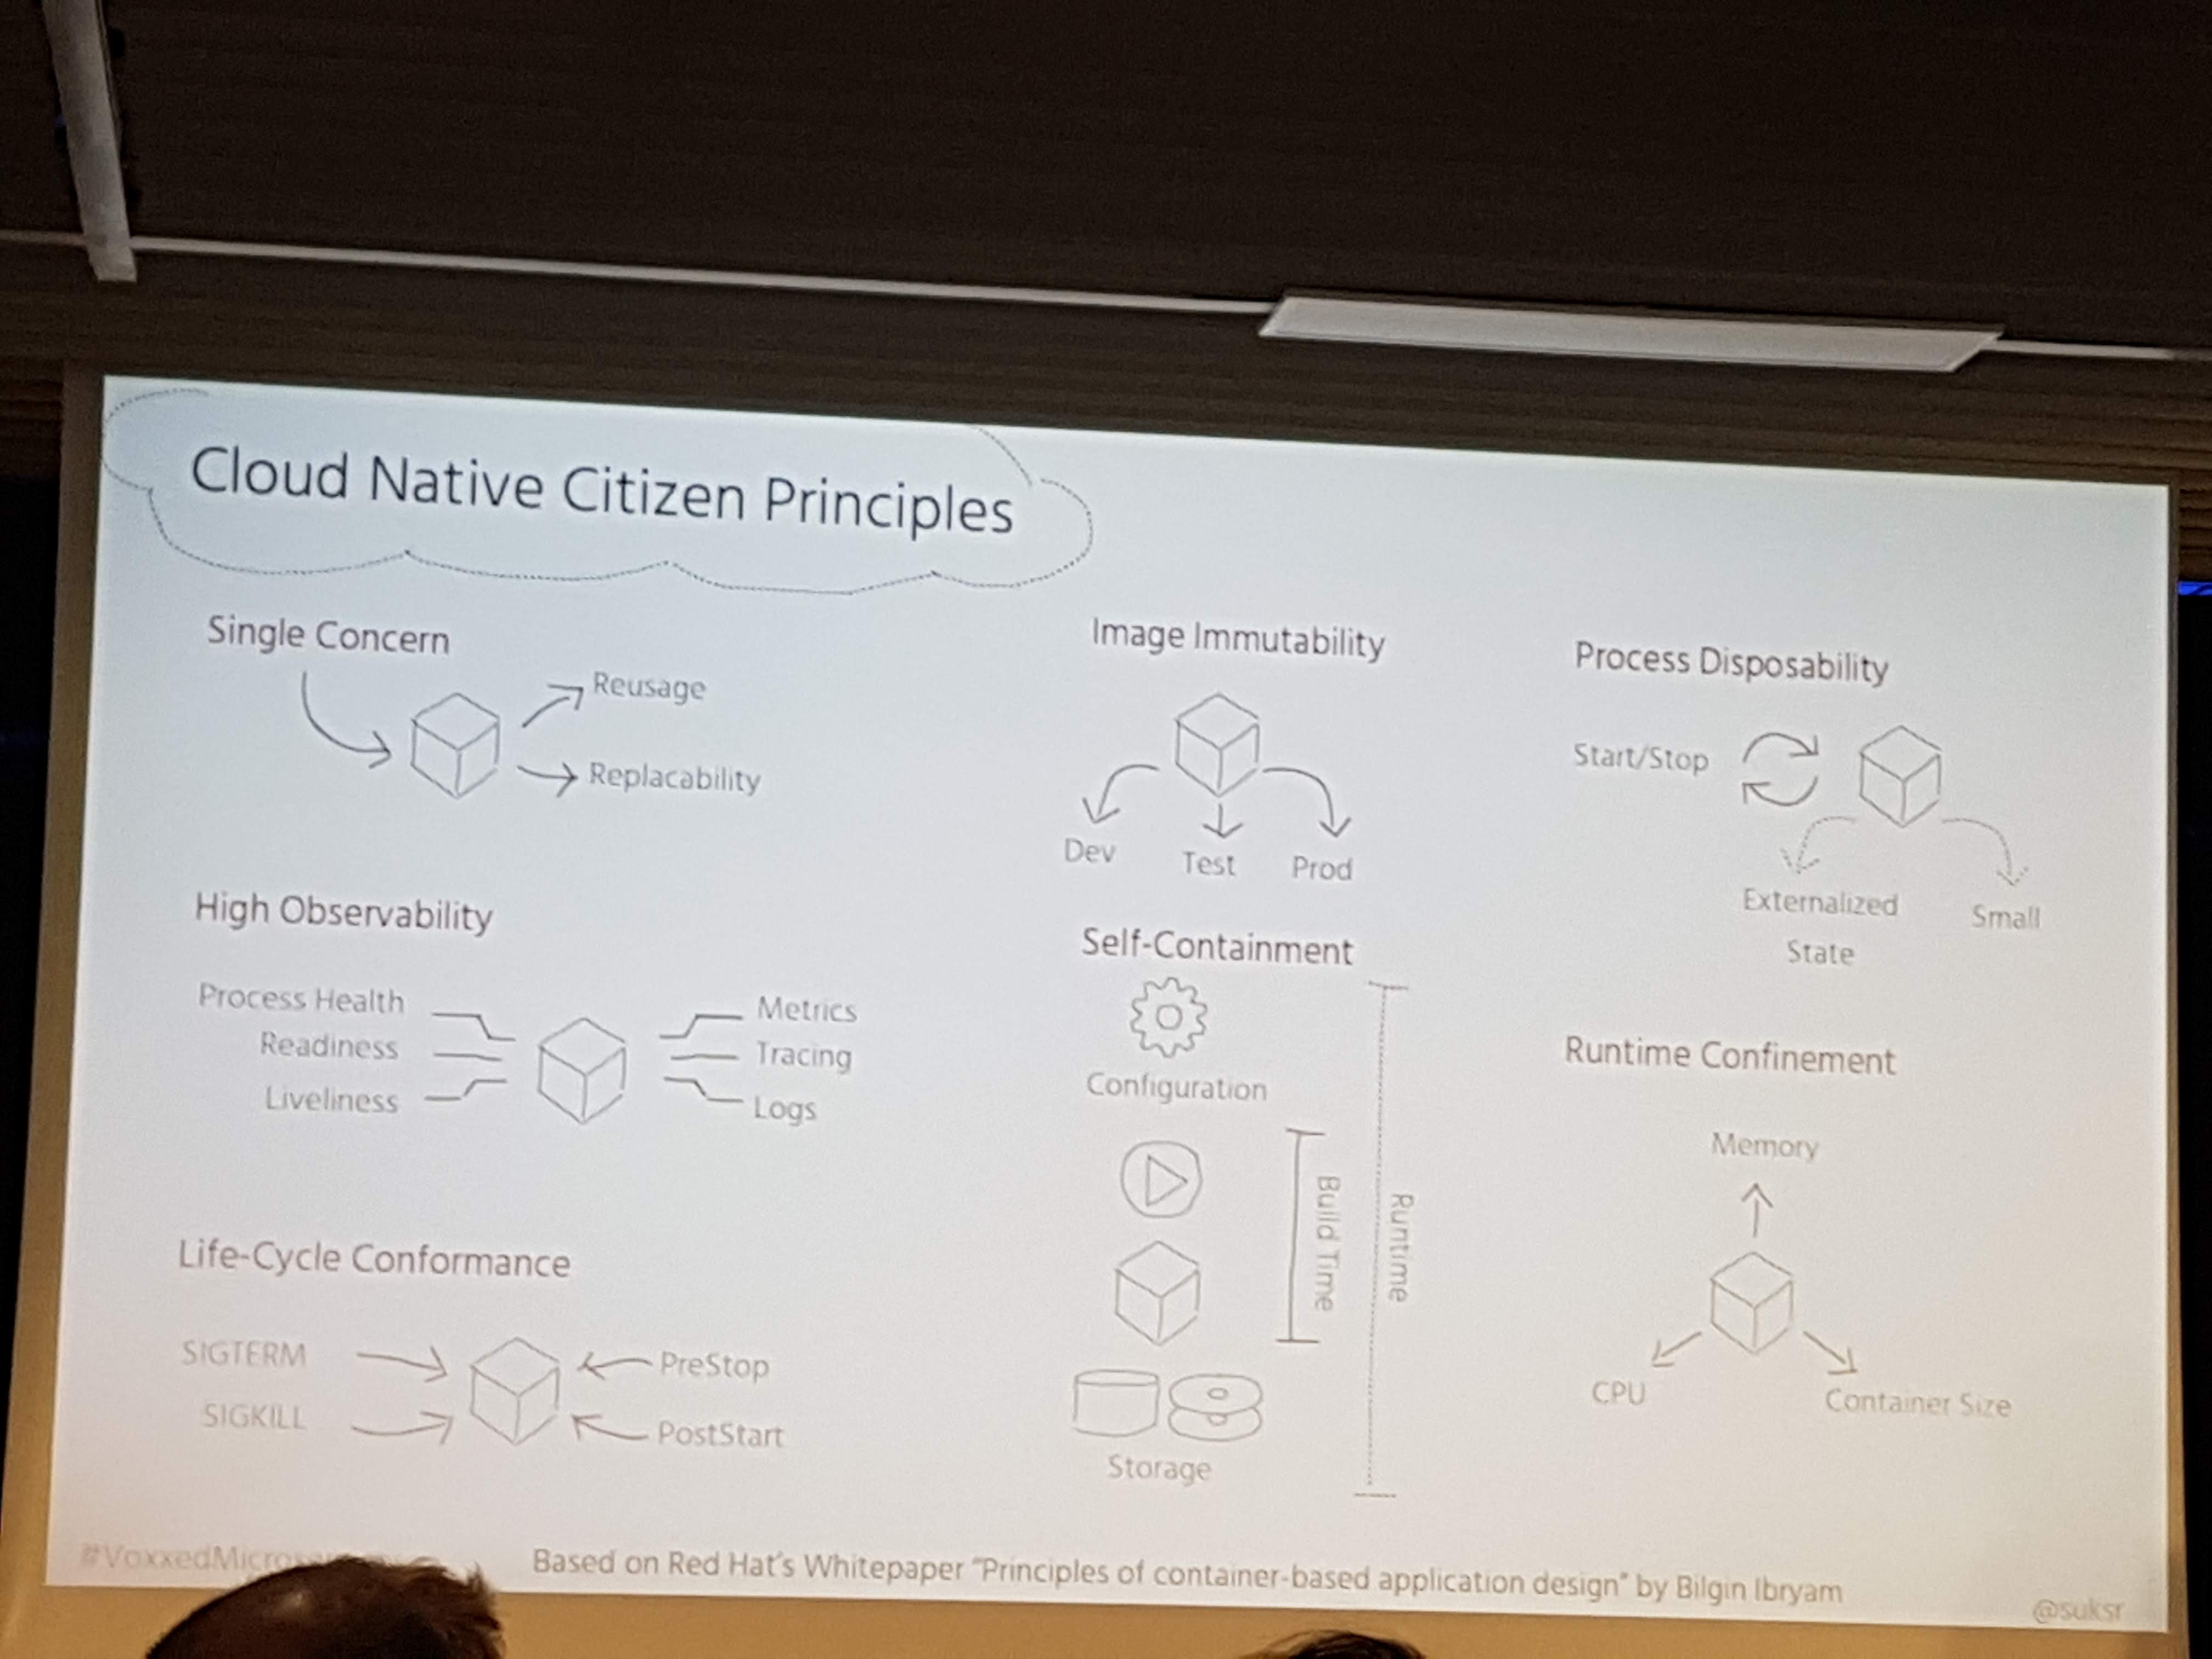 Cloud Native Citizen Principles
Single Concern
Reusage
Replacability
High Observability
Process Health
Readiness
Liveliness
Metrics
Tracing
Logs
Life-Cycle Conformance
SIGTERM
SIGKILL
PreStop
PostStart
Image Immutability
Dev
Test
Prod
Self-Containment
Configuration
Build Time
Runtime
Storage
Process Disposability
Start/Stop
Externalized
State
Small
Runtime Confinement
Memory
CPU
Container Size
Based on Red Hat's Whitepaper "Principles of container-based application design" by Bilgin Ibryam
@suksr